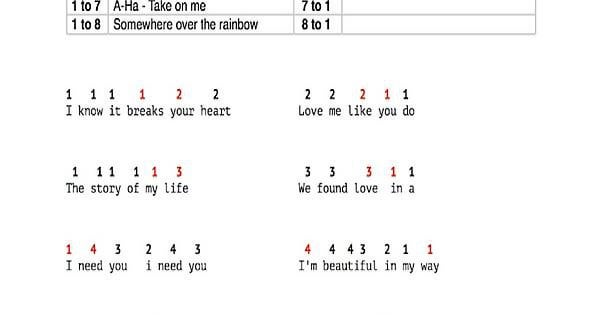 1 to 7 A-Ha - Take on me 7 to 1
1 to 8 Somewhere over the rainbow 8 to 1
1 1 1 1 2 2
I know it breaks your heart
2 2 2 1 1
Love me like you do
1 1 1 1 1 3
The story of my life
3 3 3 1 1
We found love in a
1 4 3 2 4 3
I need you i need you
4 4 4 3 2 1 1
I'm beautiful in my way